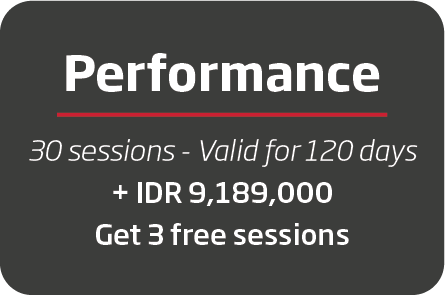 Performance
30 sessions - Valid for 120 days
+ IDR 9,189,000
Get 3 free sessions